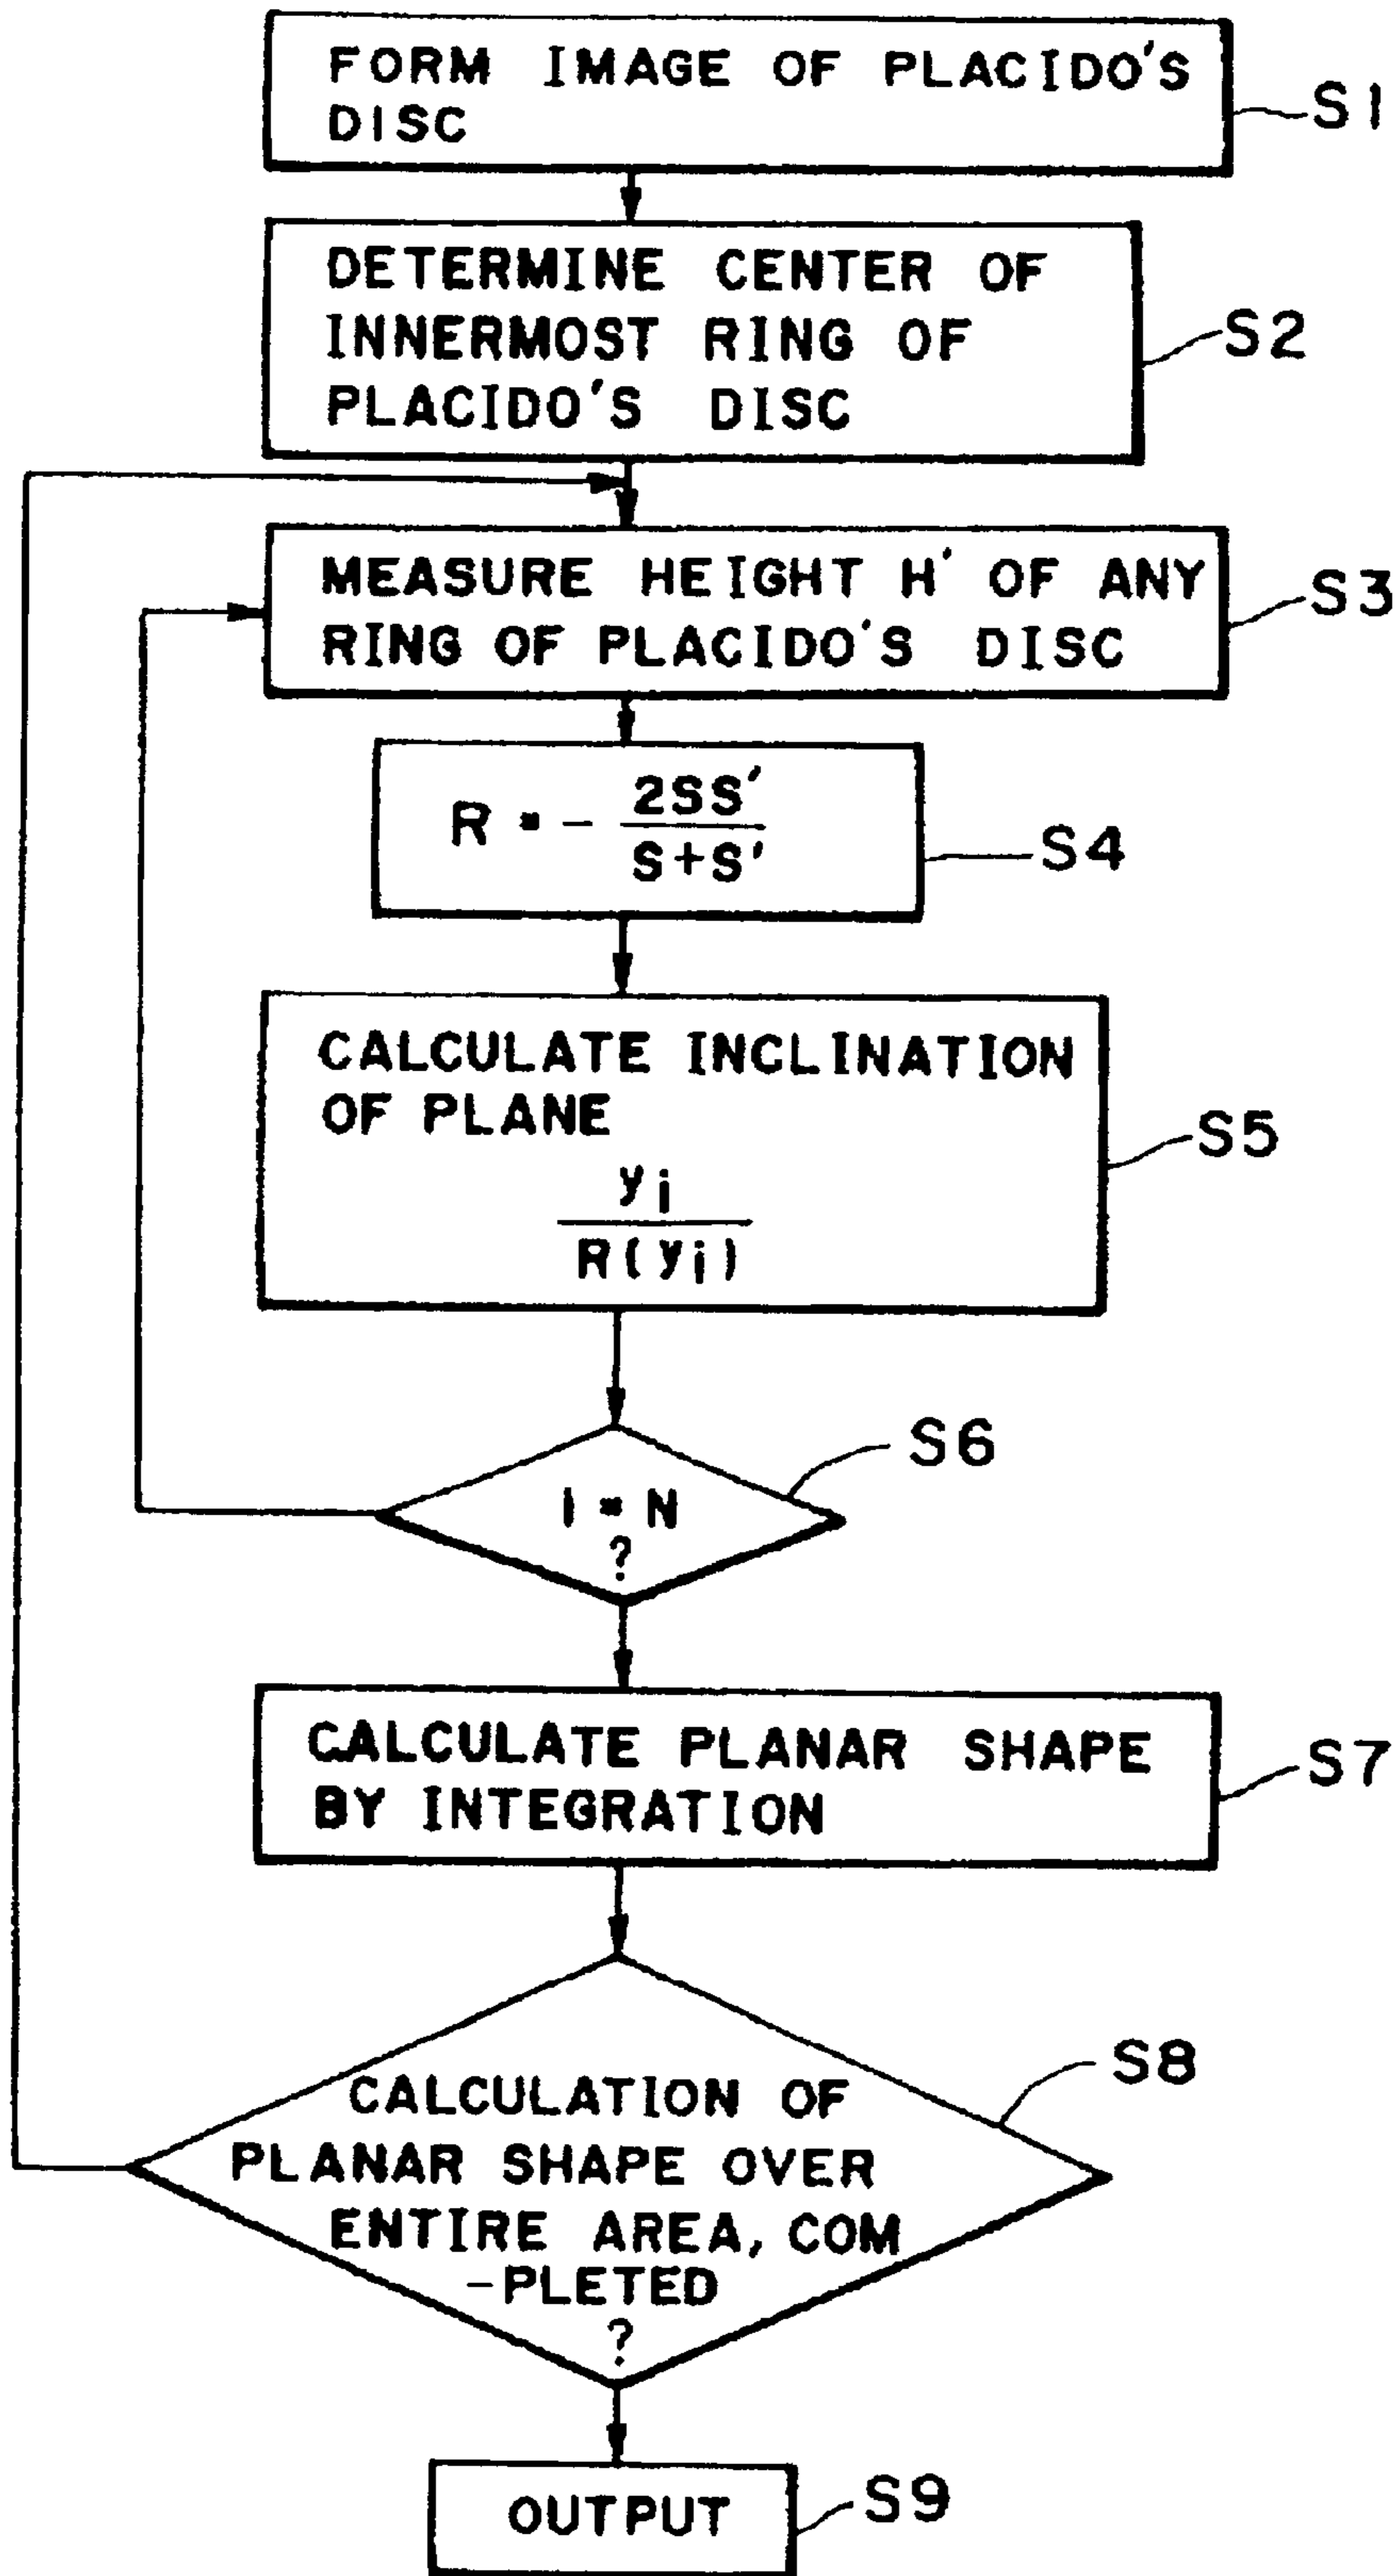 FORM IMAGE OF PLACIDO'S
DISC
S1
DETERMINE CENTER OF
INNERMOST RING OF
PLACIDO'S DISC
S2
MEASURE HEIGHT H' OF ANY
RING OF PLACIDO'S DISC
S3
R = - 2SS' / S+S'
S4
CALCULATE INCLINATION
OF PLANE
yi
R(yi)
S5
I = N
?
S6
CALCULATE PLANAR SHAPE
BY INTEGRATION
S7
CALCULATION OF
PLANAR SHAPE OVER
ENTIRE AREA, COM
-PLETED
?
S8
OUTPUT
S9